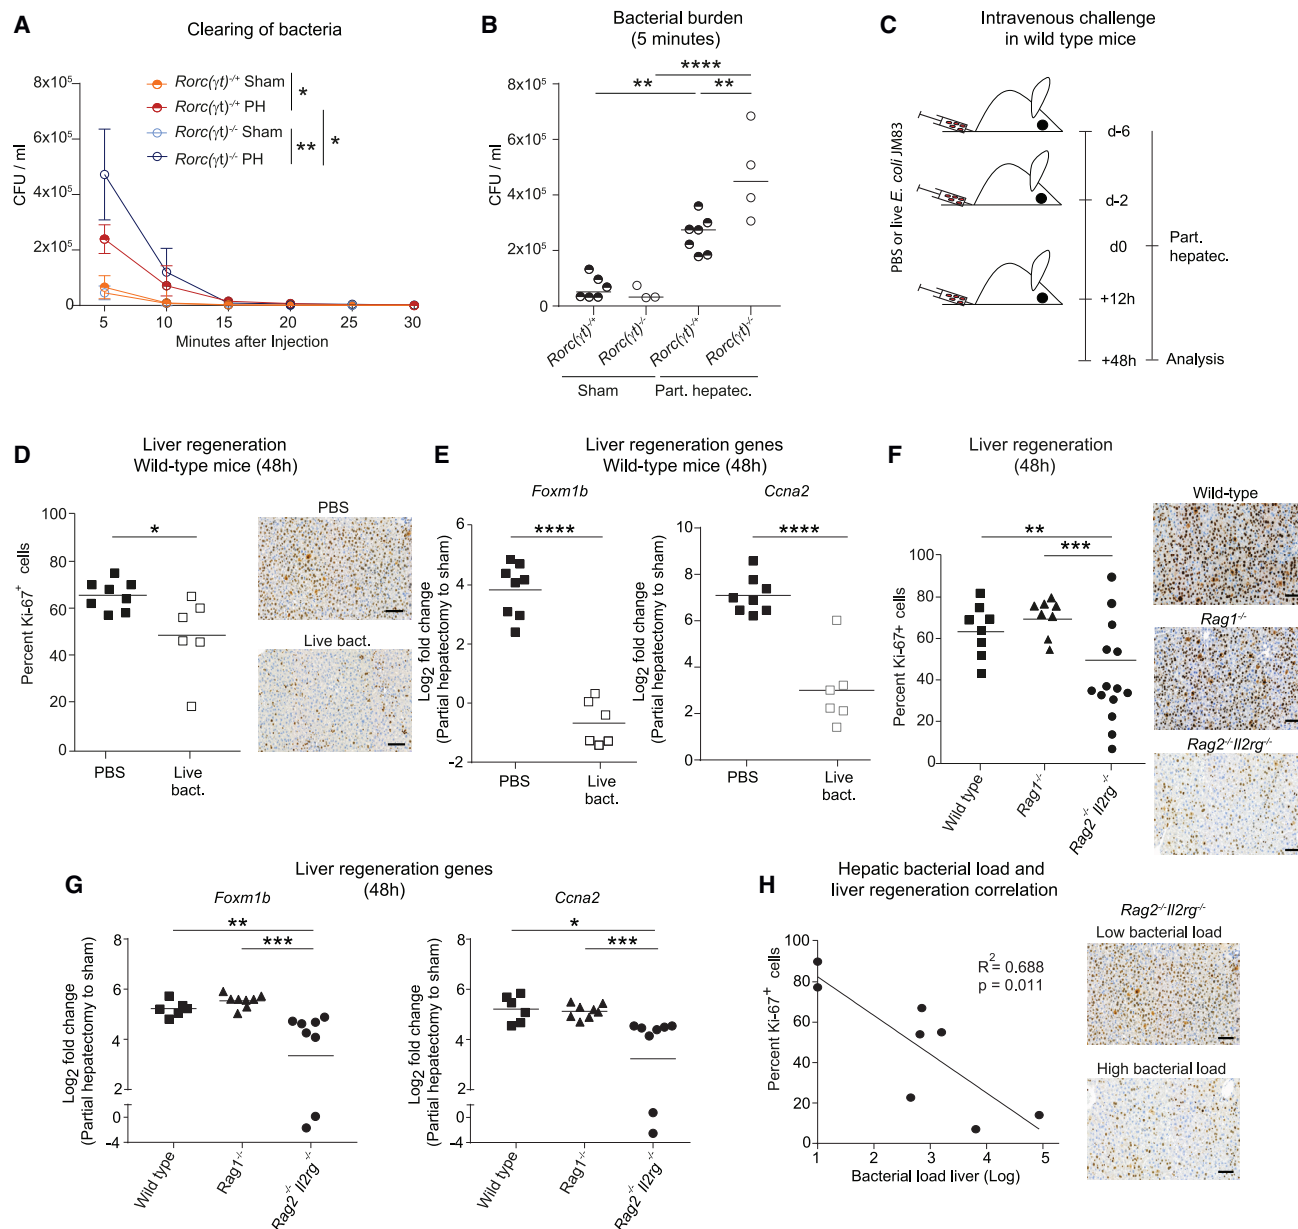 A
Clearing of bacteria
Rorc(γt)-/+ Sham
Rorc(γt)-/+ PH
Rorc(γt)-/- Sham
Rorc(γt)-/- PH
*
**
*
CFU / ml
8x10⁵
6x10⁵
4x10⁵
2x10⁵
0
5 10 15 20 25 30
Minutes after Injection
B
Bacterial burden
(5 minutes)
****
** **
CFU / ml
8x10⁵
6x10⁵
4x10⁵
2x10⁵
0
Rorc(γt)-/+ Rorc(γt)-/- Rorc(γt)-/+ Rorc(γt)-/-
Sham Part. hepatec.
C
Intravenous challenge
in wild type mice
PBS or live E. coli JM83
d-6
d-2
d0
+12h
+48h
Part.
hepatec.
Analysis
D
Liver regeneration
Wild-type mice (48h)
Percent Ki-67⁺ cells
100
80
60
40
20
0
*
PBS Live
bact.
PBS
Live bact.
E
Liver regeneration genes
Wild-type mice (48h)
Foxm1b
Log₂ fold change
(Partial hepatectomy to sham)
6
4
2
0
-2
****
PBS Live
bact.
Ccna2
Log₂ fold change
(Partial hepatectomy to sham)
10
8
6
4
2
0
****
PBS Live
bact.
F
Liver regeneration
(48h)
Percent Ki-67+ cells
100
80
60
40
20
0
**
***
Wild type Rag1-/- Rag2-/- Il2rg-/-
Wild-type
Rag1-/-
Rag2-/-Il2rg-/-
G
Liver regeneration genes
(48h)
Foxm1b
Log₂ fold change
(Partial hepatectomy to sham)
8
6
4
2
0
-4
**
***
Wild type Rag1-/- Rag2-/- Il2rg-/-
Ccna2
Log₂ fold change
(Partial hepatectomy to sham)
8
6
4
2
0
-4
*
***
Wild type Rag1-/- Rag2-/- Il2rg-/-
H
Hepatic bacterial load and
liver regeneration correlation
Percent Ki-67⁺ cells
100
80
60
40
20
0
R² = 0.688
p = 0.011
1 2 3 4 5
Bacterial load liver (Log)
Rag2-/-Il2rg-/-
Low bacterial load
High bacterial load